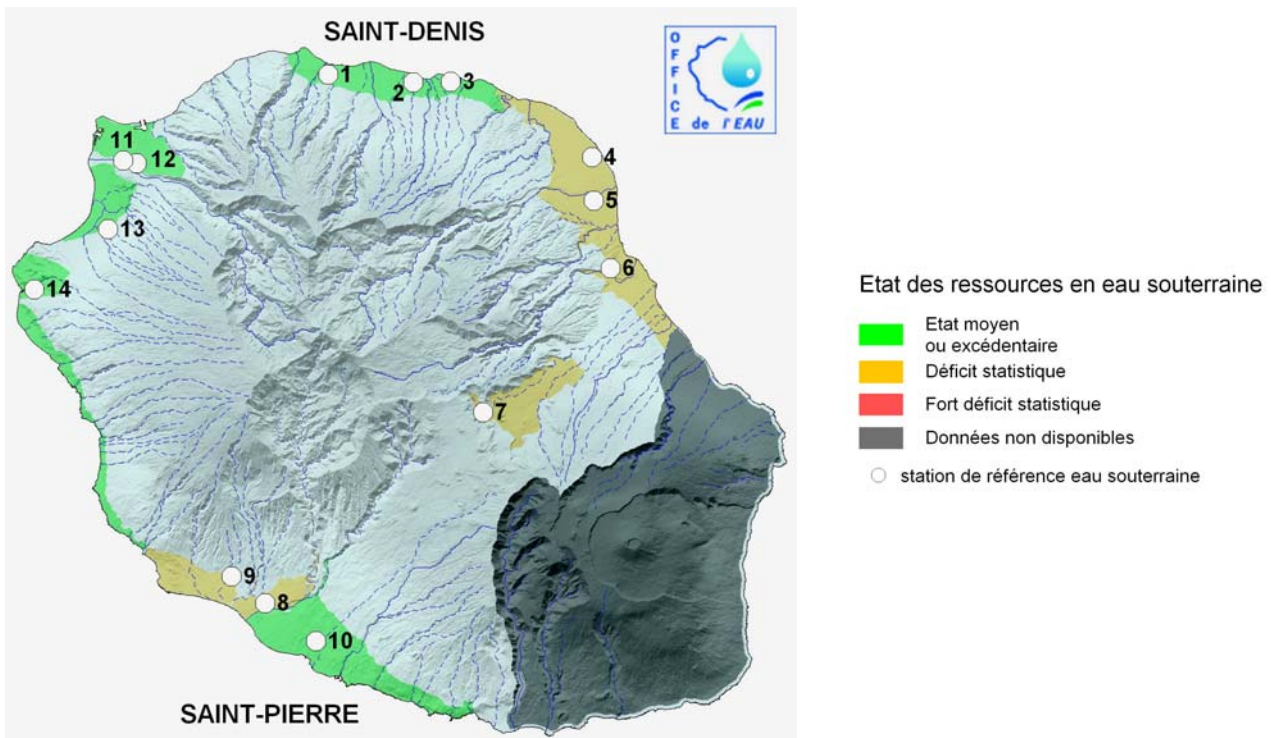 SAINT-DENIS
OFFICE
de l'EAU
1
2
3
4
5
6
7
8
9
10
11
12
13
14
SAINT-PIERRE
Etat des ressources en eau souterraine
Etat moyen
ou excédentaire
Déficit statistique
Fort déficit statistique
Données non disponibles
station de référence eau souterraine